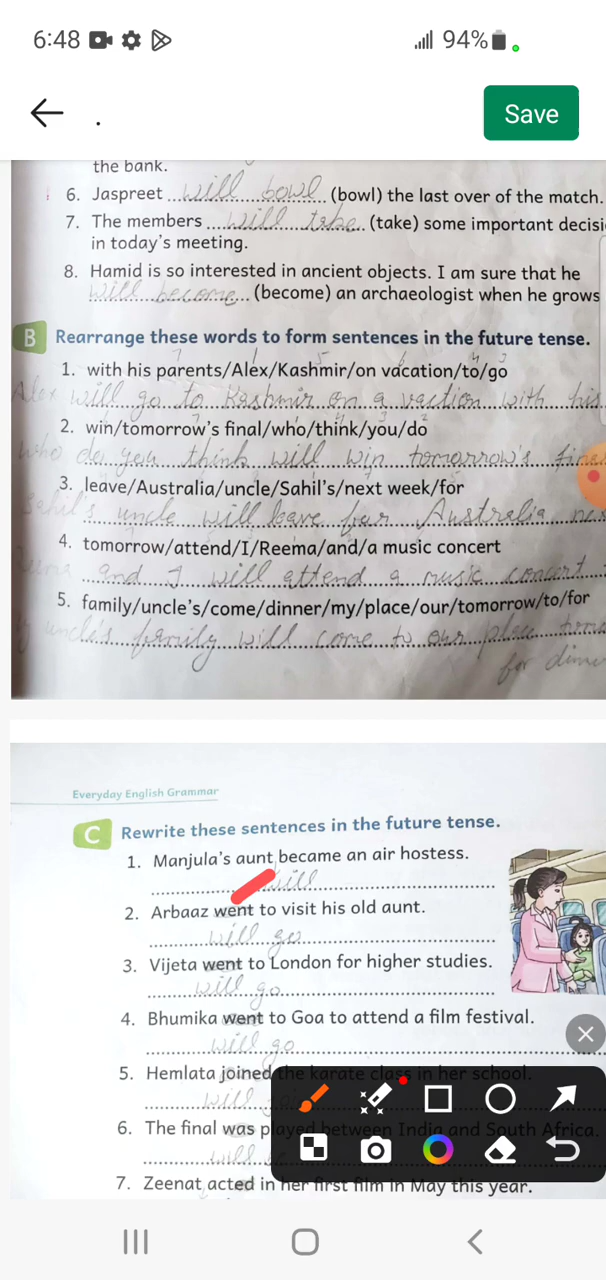 6:48
94%
.
Save
the bank.
6. Jaspreet ...will bowl... (bowl) the last over of the match.
7. The members ...will take... (take) some important decisi
in today's meeting.
8. Hamid is so interested in ancient objects. I am sure that he
will become... (become) an archaeologist when he grows
B Rearrange these words to form sentences in the future tense.
1. with his parents/Alex/Kashmir/on vacation/to/go
Alex will go to Kashmir on a vaction with his
2. win/tomorrow's final/who/think/you/do
Who do you think will win tomorrow's fina
3. leave/Australia/uncle/Sahil's/next week/for
Sahil's uncle will leave for Australia nex
4. tomorrow/attend/I/Reema/and/a music concert
and I will attend a music concert
5. family/uncle's/come/dinner/my/place/our/tomorrow/to/for
uncle's family will come to our place tomo
for dinne
Everyday English Grammar
C Rewrite these sentences in the future tense.
1. Manjula's aunt became an air hostess.
will
2. Arbaaz went to visit his old aunt.
will go
3. Vijeta went to London for higher studies.
will go
4. Bhumika went to Goa to attend a film festival.
will go
5. Hemlata joined the karate class in her school.
will
6. The final was played between India and South Africa.
will
7. Zeenat acted in her first film in May this year.